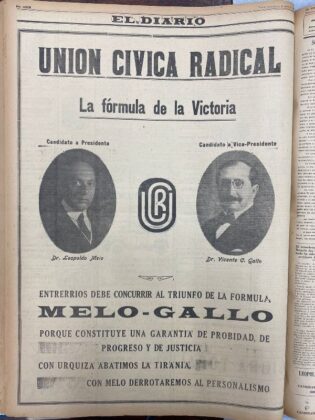 EL DIARIO
UNION CIVICA RADICAL
La fórmula de la Victoria
Candidato a Presidente
Candidato a Vice-Presidente
UCR
Dr. Leopoldo Melo
Dr. Vicente C. Gallo
ENTRERRIOS DEBE CONCURRIR AL TRIUNFO DE LA FORMULA,
MELO-GALLO
PORQUE CONSTITUYE UNA GARANTIA DE PROBIDAD, DE
PROGRESO Y DE JUSTICIA
CON URQUIZA ABATIMOS LA TIRANÍA.
CON MELO DERROTAREMOS AL PERSONALISMO